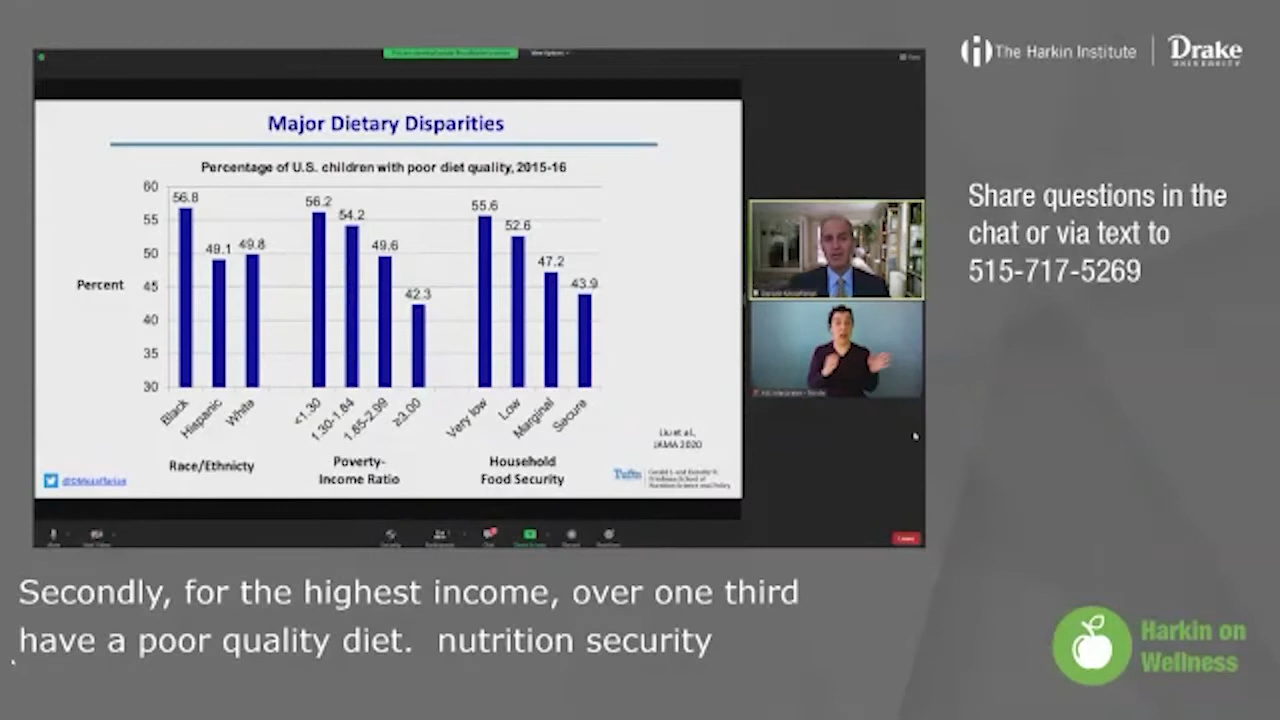 The Harkin Institute
Drake
UNIVERSITY
Major Dietary Disparities
Percentage of U.S. children with poor diet quality, 2015-16
60
55
50
45
40
35
30
Percent
56.8
49.1
49.8
56.2
54.2
49.6
42.3
55.6
52.6
47.2
43.9
Black
Hispanic
White
<1.30
1.30-1.84
1.85-2.99
≥3.00
Very low
Low
Marginal
Secure
Race/Ethnicty
Poverty-
Income Ratio
Household
Food Security
Liu et al.,
JAMA 2020
@DMozaffarian
Tufts
Share questions in the
chat or via text to
515-717-5269
Secondly, for the highest income, over one third
have a poor quality diet.  nutrition security
Harkin on
Wellness